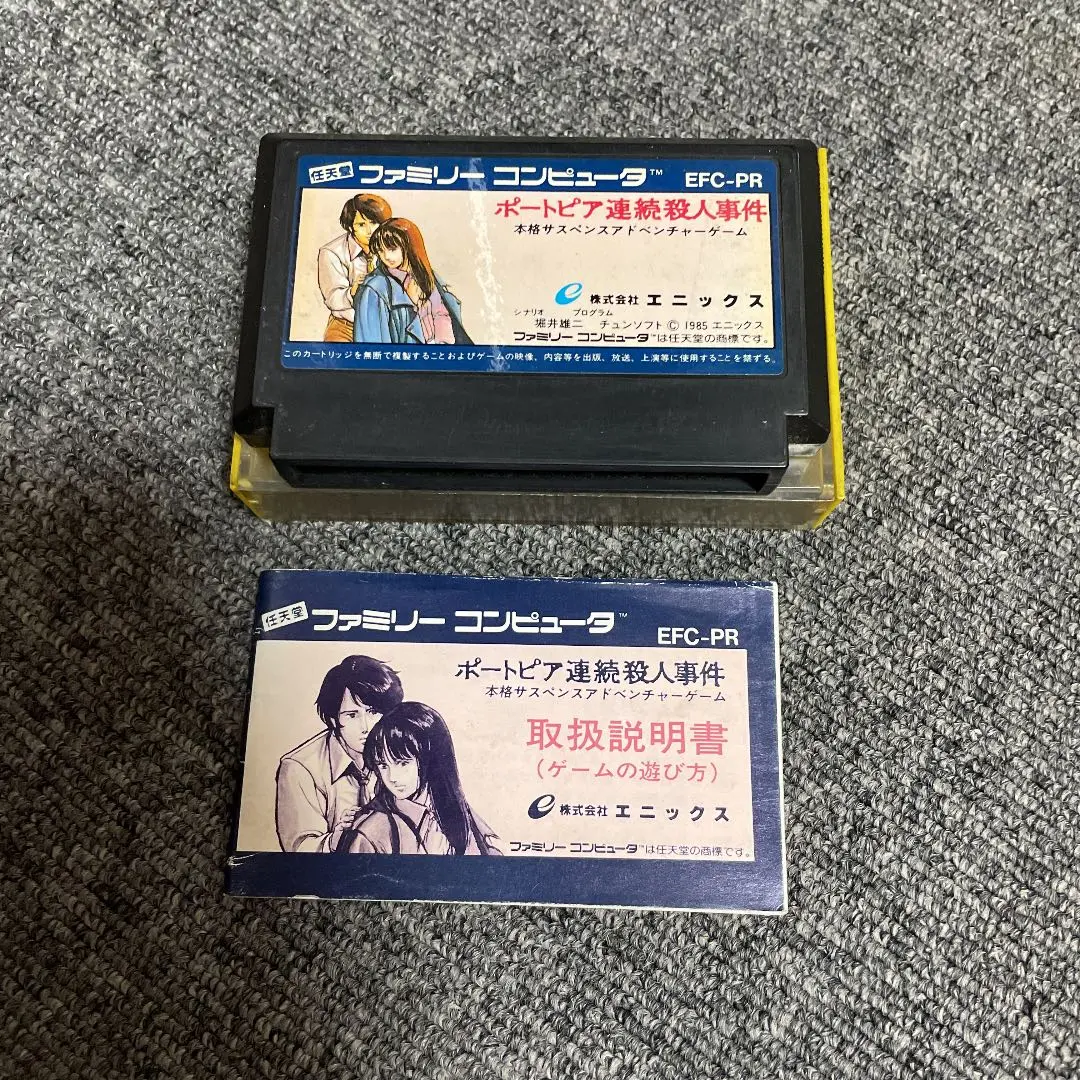 任天堂 ファミリー コンピュータ™ EFC-PR
ポートピア連続殺人事件
本格サスペンスアドベンチャーゲーム
e 株式会社 エニックス
シナリオ プログラム
堀井雄二 チュンソフト © 1985 エニックス
ファミリー コンピュータ™は任天堂の商標です。
このカートリッジを無断で複製することおよびゲームの映像、内容等を出版、放送、上演等に使用することを禁ずる。
任天堂 ファミリー コンピュータ™ EFC-PR
ポートピア連続殺人事件
本格サスペンスアドベンチャーゲーム
取扱説明書
(ゲームの遊び方)
e 株式会社 エニックス
ファミリー コンピュータ™は任天堂の商標です。